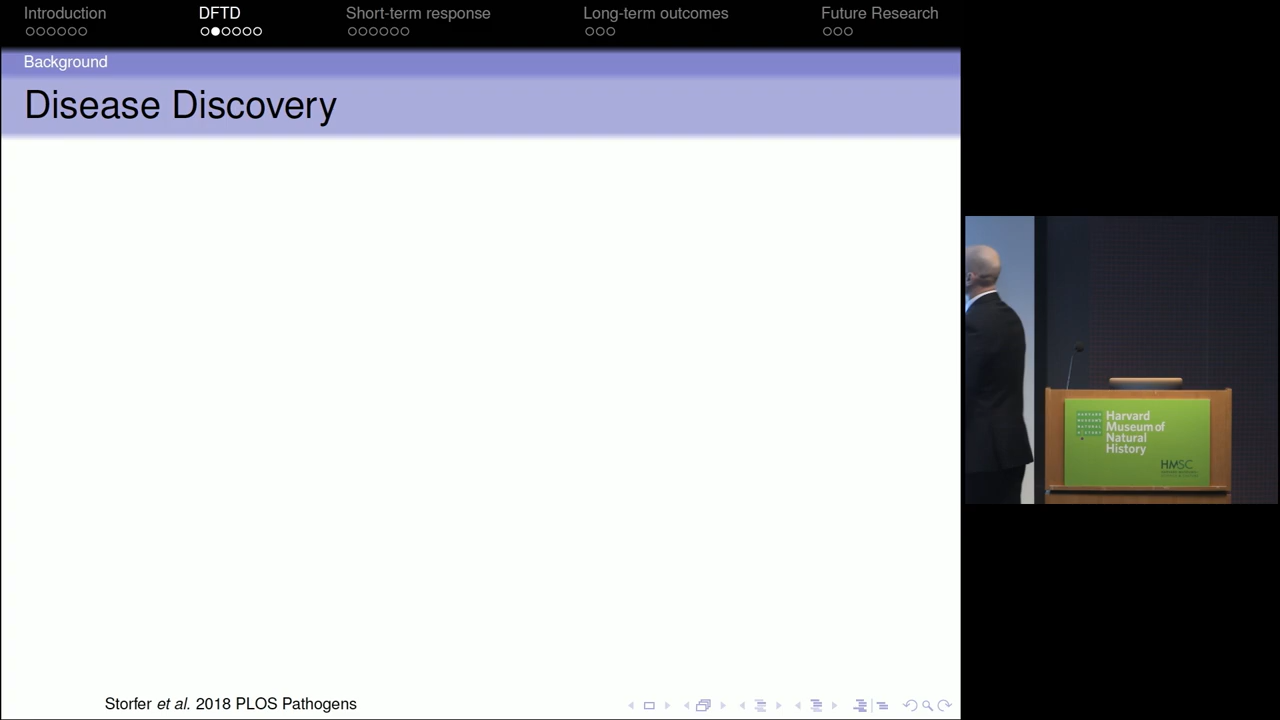 Introduction
DFTD
Short-term response
Long-term outcomes
Future Research
Background
Disease Discovery
Harvard
Museum of
Natural
History
HMSC
Storfer et al. 2018 PLOS Pathogens